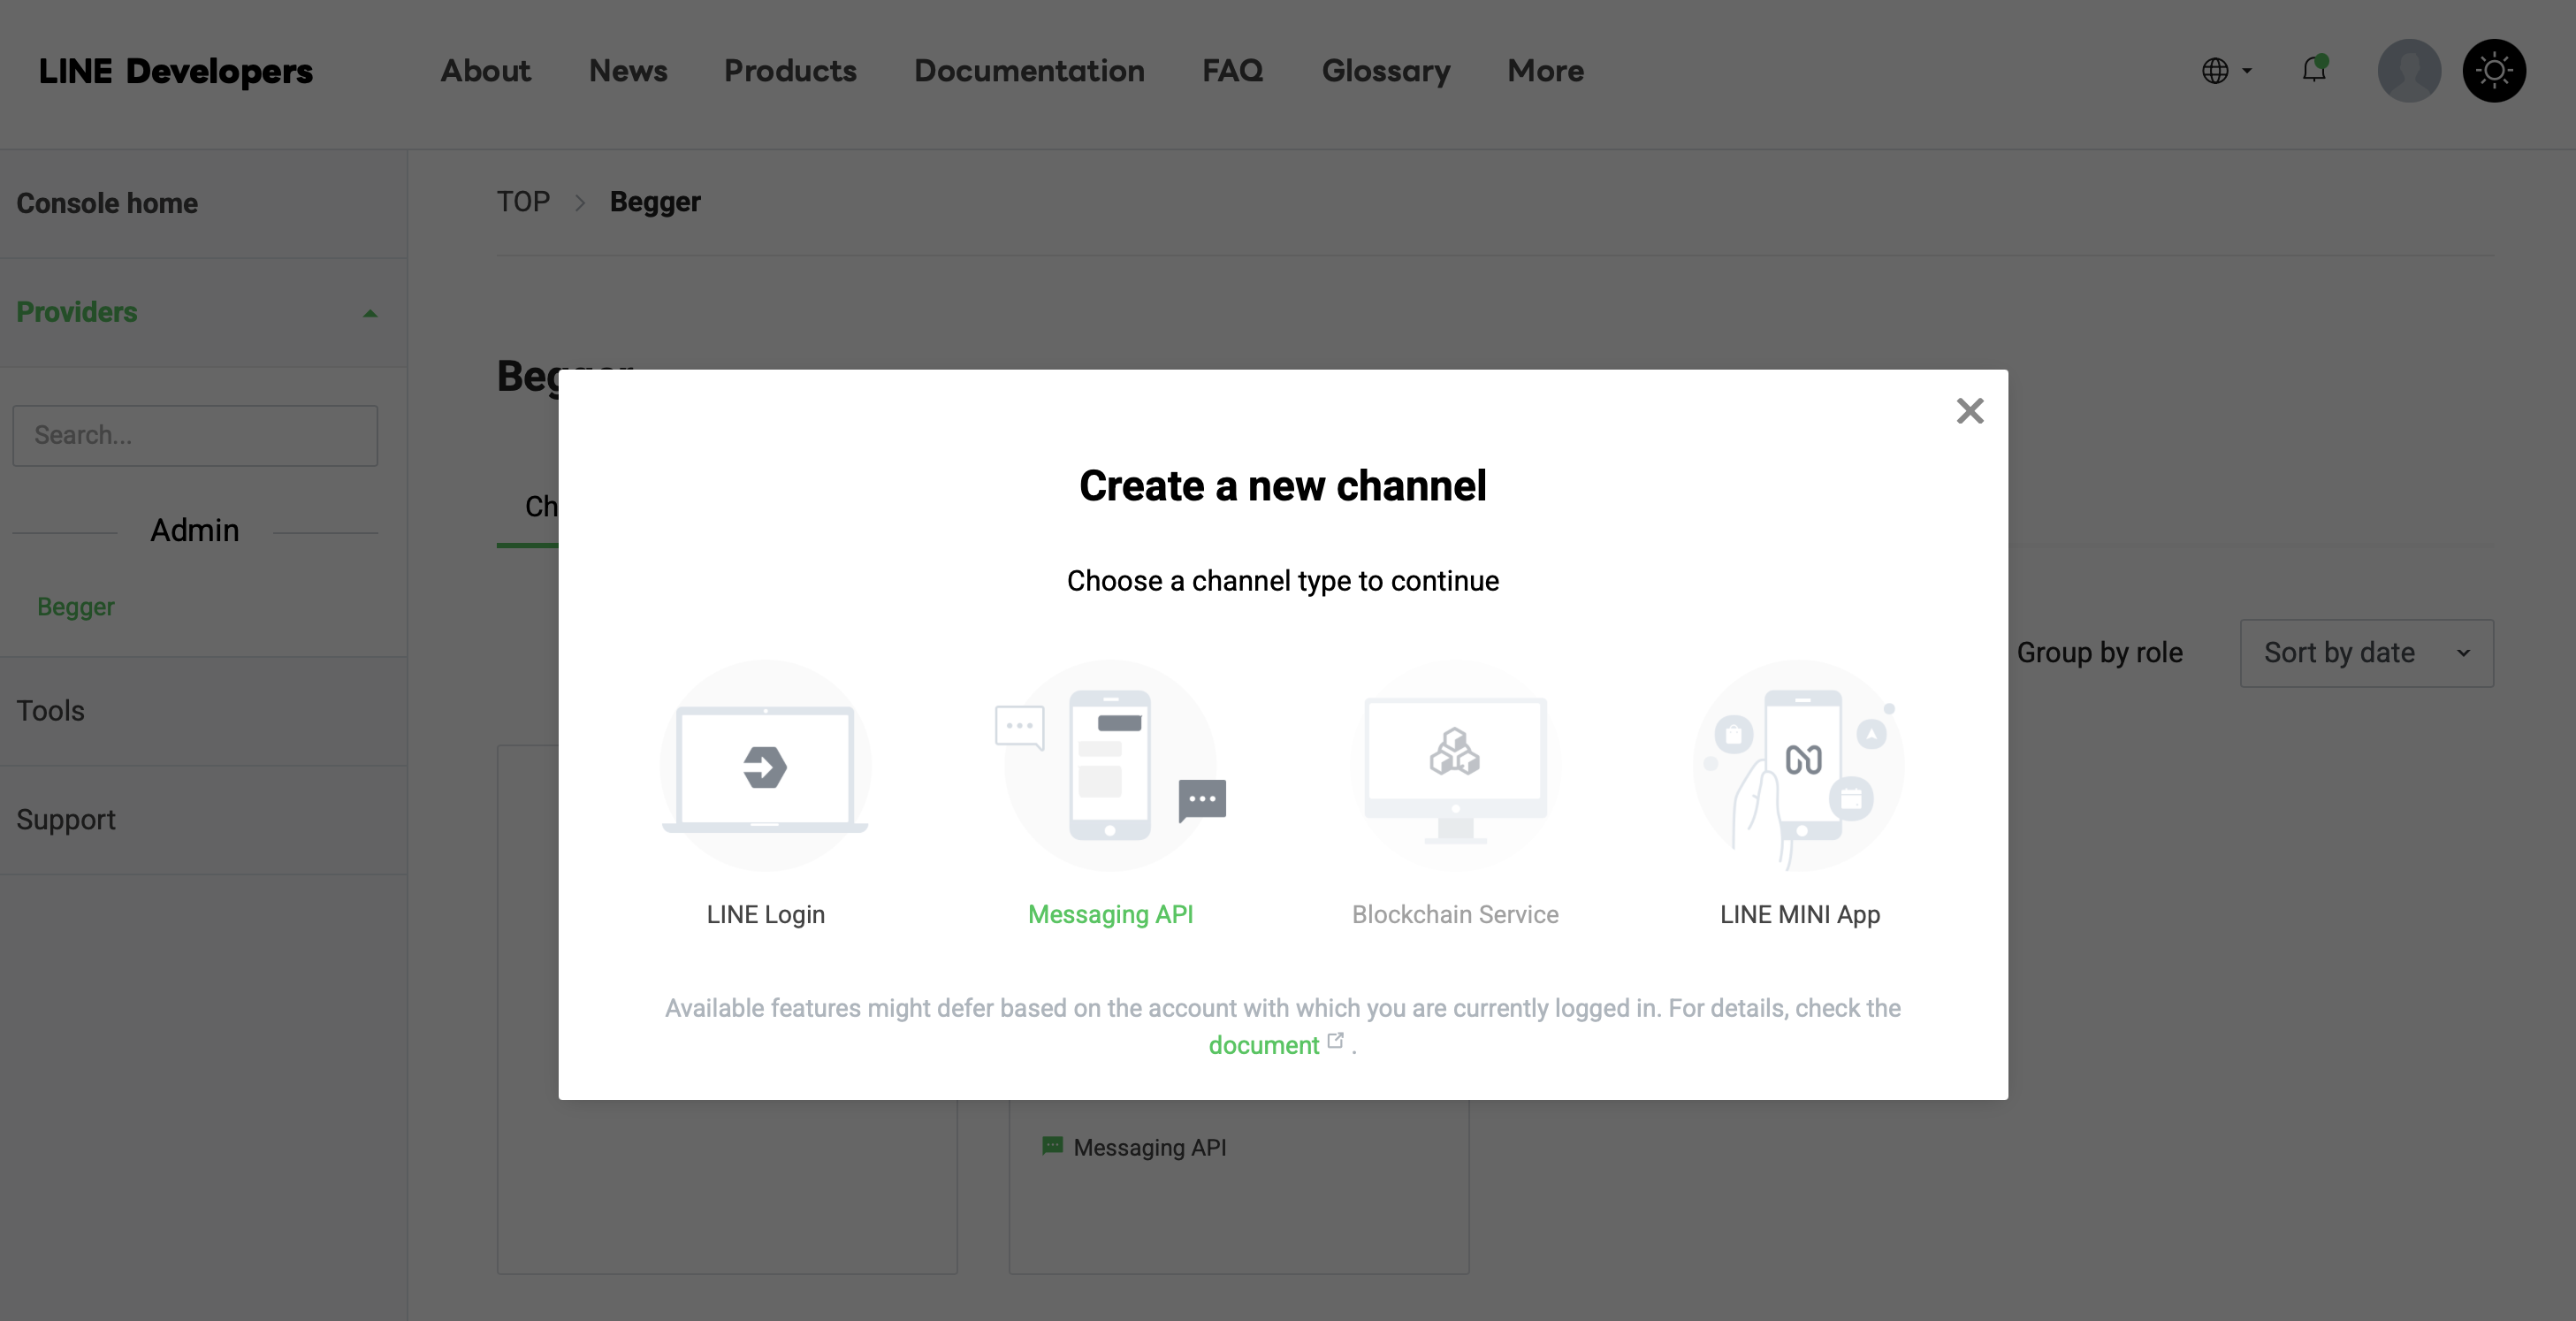 LINE Developers
About
News
Products
Documentation
FAQ
Glossary
More
Console home
Providers
Search...
Admin
Begger
Tools
Support
TOP
Begger
Create a new channel
Choose a channel type to continue
LINE Login
Messaging API
Blockchain Service
LINE MINI App
Available features might defer based on the account with which you are currently logged in. For details, check the
document .
Group by role
Sort by date
Messaging API